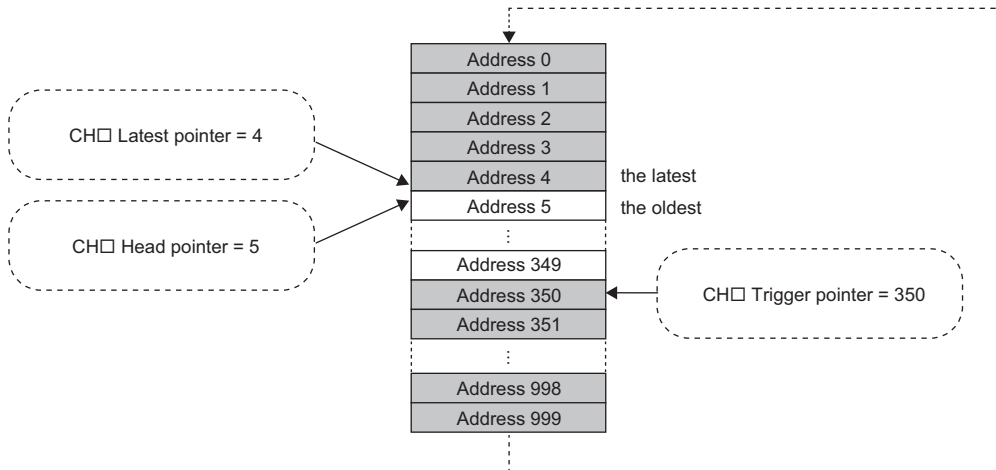 Address 0
Address 1
Address 2
Address 3
CH□ Latest pointer = 4
Address 4
the latest
Address 5
the oldest
CH□ Head pointer = 5
...
Address 349
Address 350
CH□ Trigger pointer = 350
Address 351
...
Address 998
Address 999